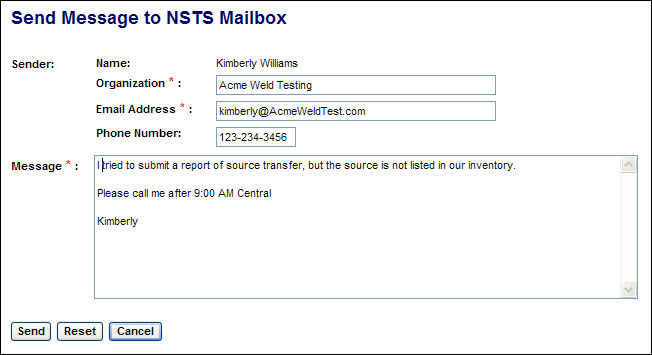 Send Message to NSTS Mailbox
Sender: Name: Kimberly Williams
Organization * : Acme Weld Testing
Email Address * : kimberly@AcmeWeldTest.com
Phone Number: 123-234-3456
Message * : I tried to submit a report of source transfer, but the source is not listed in our inventory.
Please call me after 9:00 AM Central
Kimberly
Send Reset Cancel